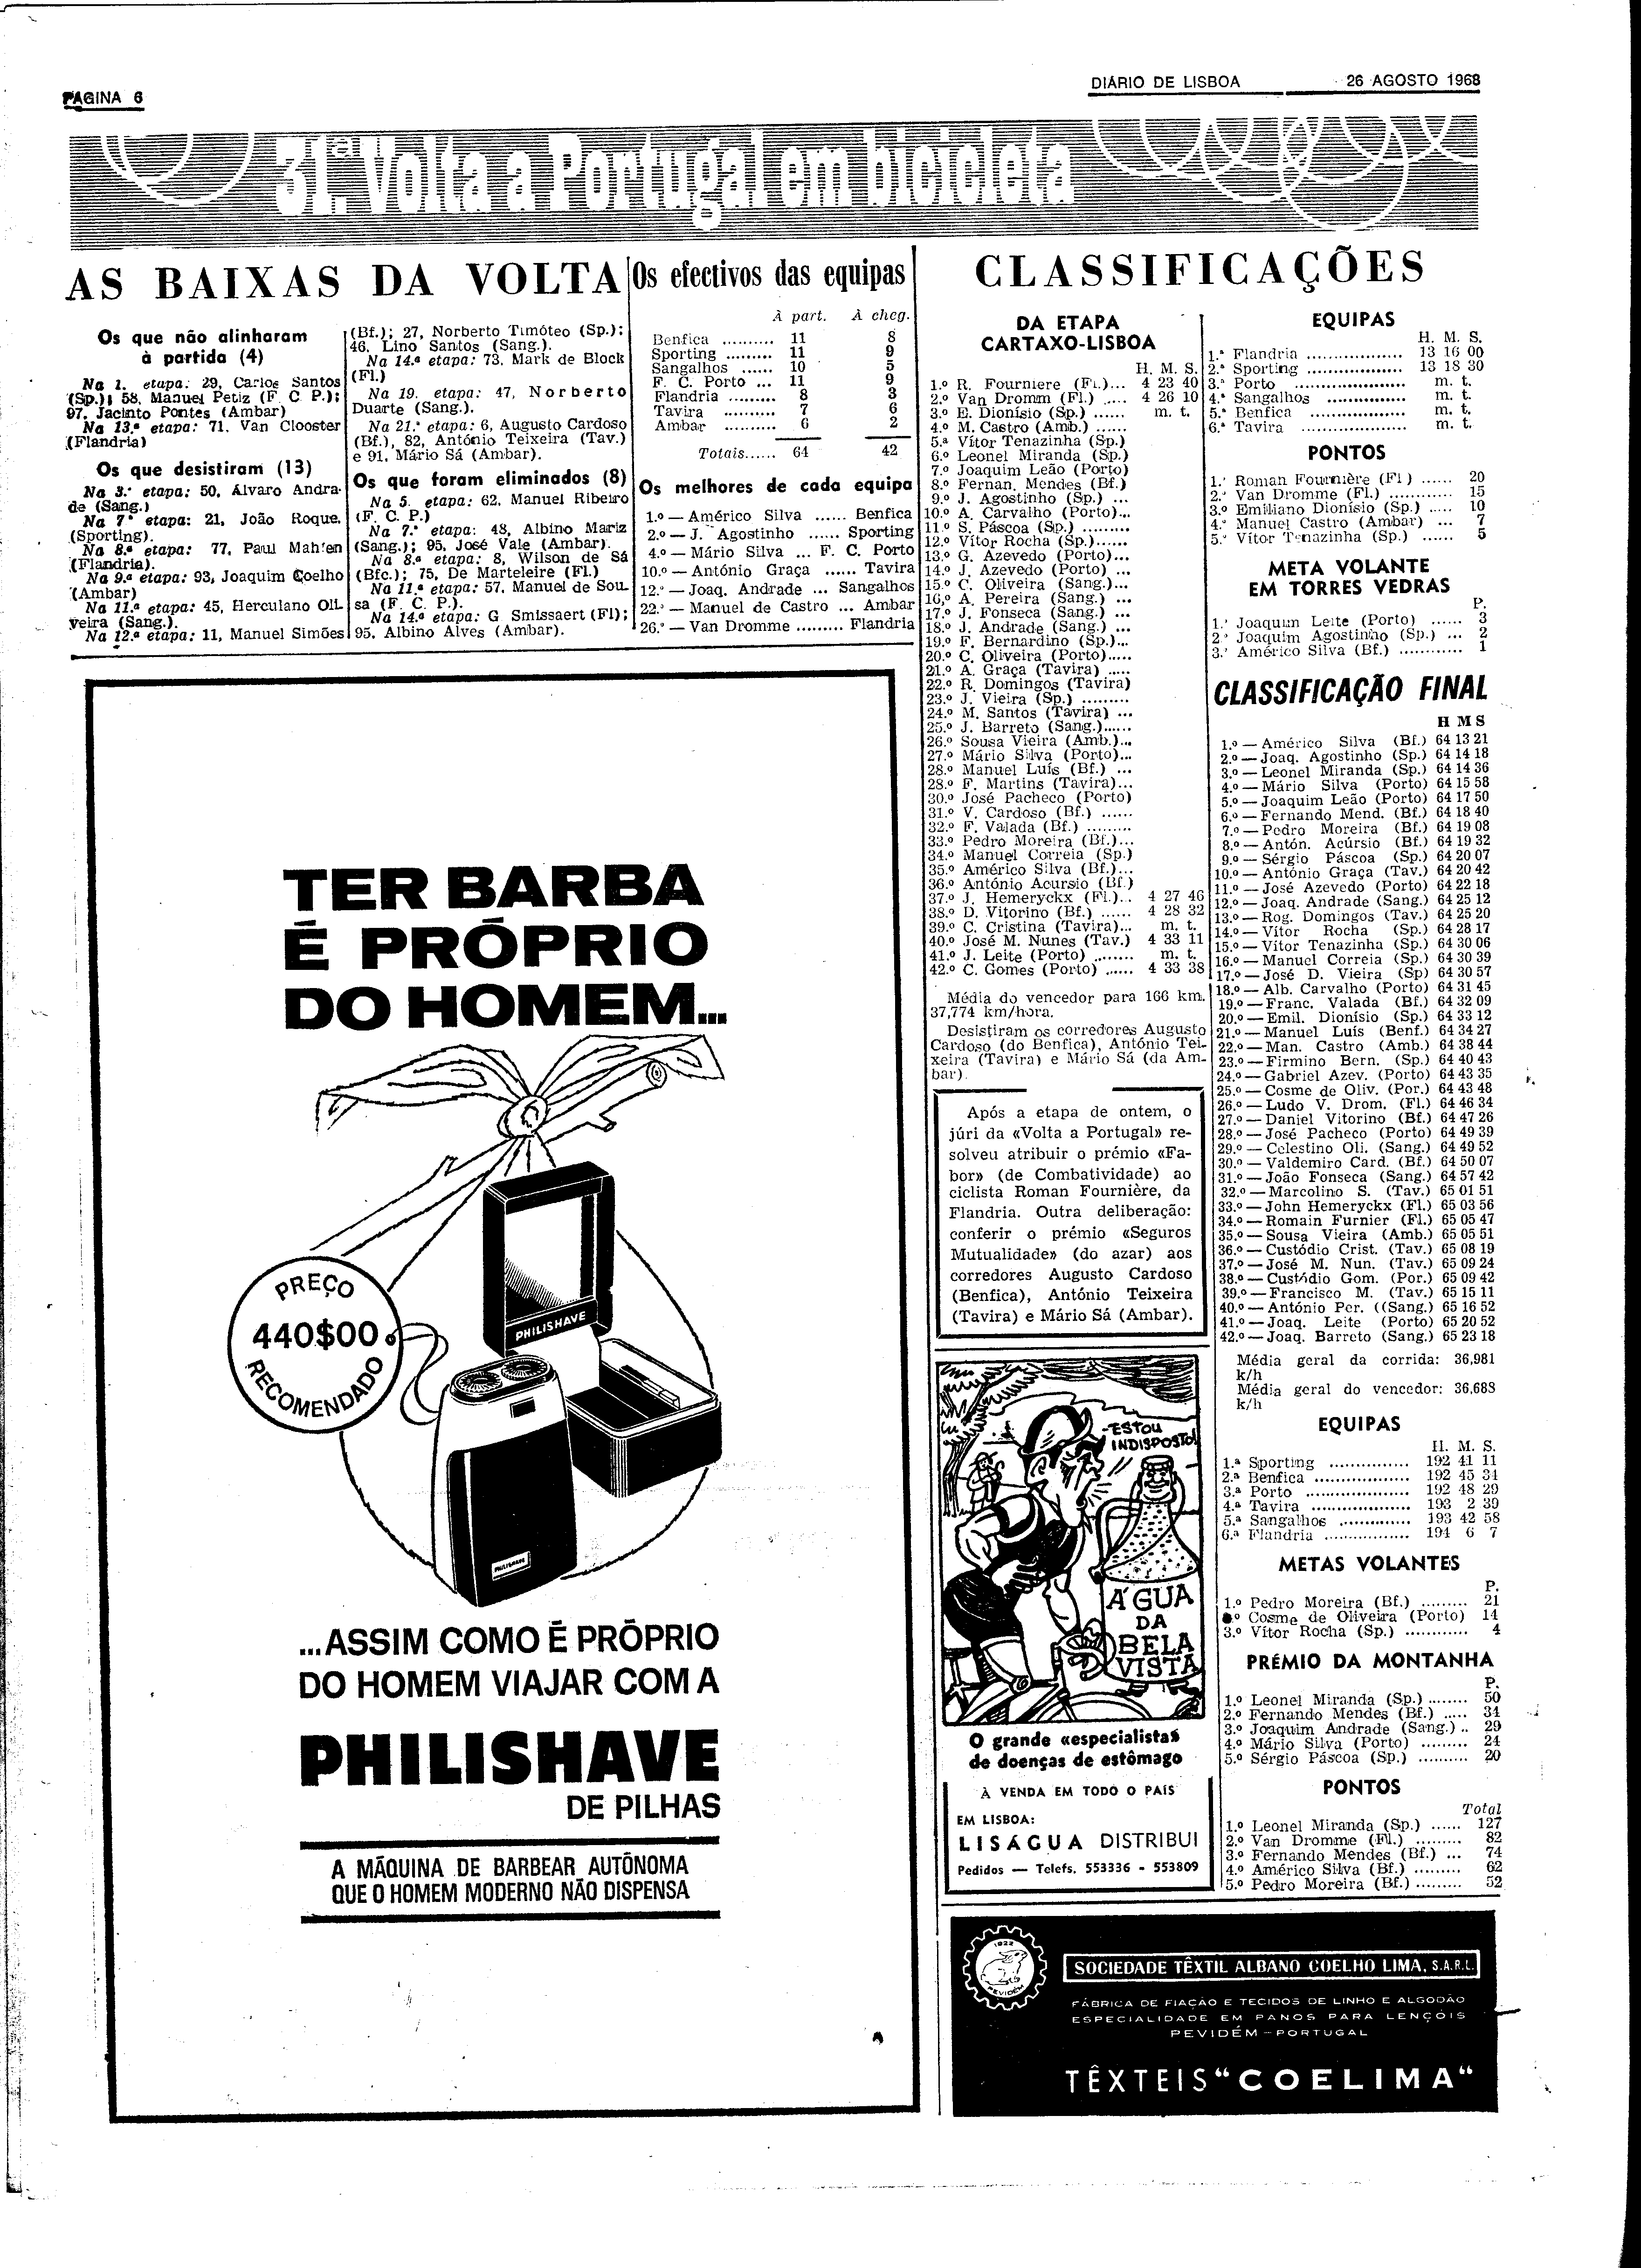 PAGINA 6
DIÁRIO DE LISBOA
26 AGOSTO 1968
31.ª Volta a Portugal em bicicleta
AS BAIXAS DA VOLTA
Os que não alinharam
à partida (4)
Na 1. etapa: 29, Carlos Santos
(Sp.); 58, Manuel Petiz (F. C. P.);
97, Jacinto Pontes (Ambar)
Na 13.ª etapa: 71. Van Clooster
(Flandria)
Os que desistiram (13)
Na 3.ª etapa: 50, Álvaro Andra-
de (Sang.)
Na 7ª etapa: 21, João Roque.
(Sporting).
Na 8.ª etapa: 77, Paul Mahien
(Flandria).
Na 9.ª etapa: 93, Joaquim Coelho
(Ambar)
Na 11.ª etapa: 45, Herculano Oli-
veira (Sang.).
Na 12.ª etapa: 11, Manuel Simões
(Bf.); 27, Norberto Timóteo (Sp.);
46, Lino Santos (Sang.).
Na 14.ª etapa: 73, Mark de Block
(Fl.)
Na 19. etapa: 47, Norberto
Duarte (Sang.).
Na 21.ª etapa: 6, Augusto Cardoso
(Bf.), 82, António Teixeira (Tav.)
e 91, Mário Sá (Ambar).
Os que foram eliminados (8)
Na 5. etapa: 62, Manuel Ribeiro
(F. C. P.)
Na 7.ª etapa: 48, Albino Mariz
(Sang.); 95, José Vale (Ambar).
Na 8.ª etapa: 8, Wilson de Sá
(Bfc.); 75, De Marteleire (Fl.)
Na 11.ª etapa: 57, Manuel de Sou-
sa (F. C. P.).
Na 14.ª etapa: G Smissaert (Fl);
95, Albino Alves (Ambar).
Os efectivos das equipas
À part. À cheg.
Benfica .......... 11 8
Sporting ......... 11 9
Sangalhos ...... 10 5
F. C. Porto ... 11 9
Flandria ......... 8 3
Tavira .......... 7 6
Ambar .......... 6 2
Totais...... 64 42
Os melhores de cada equipa
1.º — Américo Silva ...... Benfica
2.º — J. Agostinho ...... Sporting
4.º — Mário Silva ... F. C. Porto
10.º — António Graça ...... Tavira
12.º — Joaq. Andrade ... Sangalhos
22.º — Manuel de Castro ... Ambar
26.º — Van Dromme ......... Flandria
TER BARBA
É PRÓPRIO
DO HOMEM...
PREÇO
440$00
RECOMENDADO
PHILISHAVE
PHILISHAVE
...ASSIM COMO É PRÓPRIO
DO HOMEM VIAJAR COM A
PHILISHAVE
DE PILHAS
A MÁQUINA DE BARBEAR AUTÓNOMA
QUE O HOMEM MODERNO NÃO DISPENSA
CLASSIFICAÇÕES
DA ETAPA
CARTAXO-LISBOA
H. M. S.
1.º R. Fourniere (Fl.)... 4 23 40
2.º Van Dromm (Fl.) ..... 4 26 10
3.º E. Dionísio (Sp.) ...... m. t.
4.º M. Castro (Amb.) .....
5.ª Vítor Tenazinha (Sp.)
6.º Leonel Miranda (Sp.)
7.º Joaquim Leão (Porto)
8.º Fernan. Mendes (Bf.)
9.º J. Agostinho (Sp.) ...
10.º A. Carvalho (Porto)...
11.º S. Páscoa (Sp.) .........
12.º Vítor Rocha (Sp.)......
13.º G. Azevedo (Porto)...
14.º J. Azevedo (Porto) ...
15.º C. Oliveira (Sang.)...
16,º A. Pereira (Sang.) ...
17.º J. Fonseca (Sang.) ...
18.º J. Andrade (Sang.) ...
19.º F. Bernardino (Sp.)...
20.º C. Oliveira (Porto).....
21.º A. Graça (Tavira) .....
22.º R. Domingos (Tavira)
23.º J. Vieira (Sp.) .........
24.º M. Santos (Tavira) ...
25.º J. Barreto (Sang.)......
26.º Sousa Vieira (Amb.)...
27.º Mário Silva (Porto)...
28.º Manuel Luís (Bf.) ...
28.º F. Martins (Tavira)...
30.º José Pacheco (Porto)
31.º V. Cardoso (Bf.) ......
32.º F. Valada (Bf.) .........
33.º Pedro Moreira (Bf.)...
34.º Manuel Correia (Sp.)
35.º Américo Silva (Bf.)...
36.º António Acursio (Bf.)
37.º J. Hemeryckx (Fl.).. 4 27 46
38.º D. Vitorino (Bf.) ...... 4 28 32
39.º C. Cristina (Tavira)... m. t.
40.º José M. Nunes (Tav.) 4 33 11
41.º J. Leite (Porto) ........ m. t.
42.º C. Gomes (Porto) ...... 4 33 38
Média do vencedor para 166 km.
37,774 km/hora.
Desistiram os corredores Augusto
Cardoso (do Benfica), António Tei-
xeira (Tavira) e Mário Sá (da Am-
bar).
Após a etapa de ontem, o
júri da «Volta a Portugal» re-
solveu atribuir o prémio «Fa-
bor» (de Combatividade) ao
ciclista Roman Fournière, da
Flandria. Outra deliberação:
conferir o prémio «Seguros
Mutualidade» (do azar) aos
corredores Augusto Cardoso
(Benfica), António Teixeira
(Tavira) e Mário Sá (Ambar).
-ESTOU
INDISPOSTO!
ÁGUA
DA
BELA
VISTA
O grande «especialista»
de doenças de estômago
À VENDA EM TODO O PAÍS
EM LISBOA:
LISÁGUA DISTRIBUI
Pedidos — Telefs. 553336 - 553809
EQUIPAS
H. M. S.
1.ª Flandria .................. 13 16 00
2.ª Sporting .................. 13 18 30
3.ª Porto ..................... m. t.
4.ª Sangalhos ............... m. t.
5.ª Benfica .................. m. t.
6.ª Tavira .................... m. t.
PONTOS
1.º Roman Fournière (Fl) ...... 20
2.º Van Dromme (Fl.) ............ 15
3.º Emiliano Dionísio (Sp.) ..... 10
4.º Manuel Castro (Ambar) ... 7
5.º Vítor Tenazinha (Sp.) ...... 5
META VOLANTE
EM TORRES VEDRAS
P.
1.º Joaquim Leite (Porto) ...... 3
2.º Joaquim Agostinho (Sp.) ... 2
3.º Américo Silva (Bf.) ............ 1
CLASSIFICAÇÃO FINAL
H M S
1.º — Américo Silva (Bf.) 64 13 21
2.º — Joaq. Agostinho (Sp.) 64 14 18
3.º — Leonel Miranda (Sp.) 64 14 36
4.º — Mário Silva (Porto) 64 15 58
5.º — Joaquim Leão (Porto) 64 17 50
6.º — Fernando Mend. (Bf.) 64 18 40
7.º — Pedro Moreira (Bf.) 64 19 08
8.º — Antón. Acúrsio (Bf.) 64 19 32
9.º — Sérgio Páscoa (Sp.) 64 20 07
10.º — António Graça (Tav.) 64 20 42
11.º — José Azevedo (Porto) 64 22 18
12.º — Joaq. Andrade (Sang.) 64 25 12
13.º — Rog. Domingos (Tav.) 64 25 20
14.º — Vítor Rocha (Sp.) 64 28 17
15.º — Vítor Tenazinha (Sp.) 64 30 06
16.º — Manuel Correia (Sp.) 64 30 39
17.º — José D. Vieira (Sp) 64 30 57
18.º — Alb. Carvalho (Porto) 64 31 45
19.º — Franc. Valada (Bf.) 64 32 09
20.º — Emil. Dionísio (Sp.) 64 33 12
21.º — Manuel Luís (Benf.) 64 34 27
22.º — Man. Castro (Amb.) 64 38 44
23.º — Firmino Bern. (Sp.) 64 40 43
24.º — Gabriel Azev. (Porto) 64 43 35
25.º — Cosme de Oliv. (Por.) 64 43 48
26.º — Ludo V. Drom. (Fl.) 64 46 34
27.º — Daniel Vitorino (Bf.) 64 47 26
28.º — José Pacheco (Porto) 64 49 39
29.º — Celestino Oli. (Sang.) 64 49 52
30.º — Valdemiro Card. (Bf.) 64 50 07
31.º — João Fonseca (Sang.) 64 57 42
32.º — Marcolino S. (Tav.) 65 01 51
33.º — John Hemeryckx (Fl.) 65 03 56
34.º — Romain Furnier (Fl.) 65 05 47
35.º — Sousa Vieira (Amb.) 65 05 51
36.º — Custódio Crist. (Tav.) 65 08 19
37.º — José M. Nun. (Tav.) 65 09 24
38.º — Custódio Gom. (Por.) 65 09 42
39.º — Francisco M. (Tav.) 65 15 11
40.º — António Per. ((Sang.) 65 16 52
41.º — Joaq. Leite (Porto) 65 20 52
42.º — Joaq. Barreto (Sang.) 65 23 18
Média geral da corrida: 36,981
k/h
Média geral do vencedor: 36,683
k/h
EQUIPAS
H. M. S.
1.ª Sporting ............... 192 41 11
2.ª Benfica .................. 192 45 31
3.ª Porto .................... 192 48 29
4.ª Tavira ................... 193 2 39
5.ª Sangalhos ............. 193 42 58
6.ª Flandria ................ 194 6 7
METAS VOLANTES
P.
1.º Pedro Moreira (Bf.) ......... 21
º Cosme de Oliveira (Porto) 14
3.º Vítor Rocha (Sp.) ............ 4
PRÉMIO DA MONTANHA
P.
1.º Leonel Miranda (Sp.) ........ 50
2.º Fernando Mendes (Bf.) ..... 34
3.º Joaquim Andrade (Sang.) .. 29
4.º Mário Silva (Porto) ......... 24
5.º Sérgio Páscoa (Sp.) .......... 20
PONTOS
Total
1.º Leonel Miranda (Sp.) ...... 127
2.º Van Dromme (Fl.) ......... 82
3.º Fernando Mendes (Bf.) ... 74
4.º Américo Silva (Bf.) ......... 62
5.º Pedro Moreira (Bf.) ......... 52
1922
PEVIDÉM
SOCIEDADE TÊXTIL ALBANO COELHO LIMA, S.A.R.L.
FÁBRICA DE FIAÇÃO E TECIDOS DE LINHO E ALGODÃO
ESPECIALIDADE EM PANOS PARA LENÇÓIS
PEVIDÉM — PORTUGAL
TÊXTEIS "COELIMA"